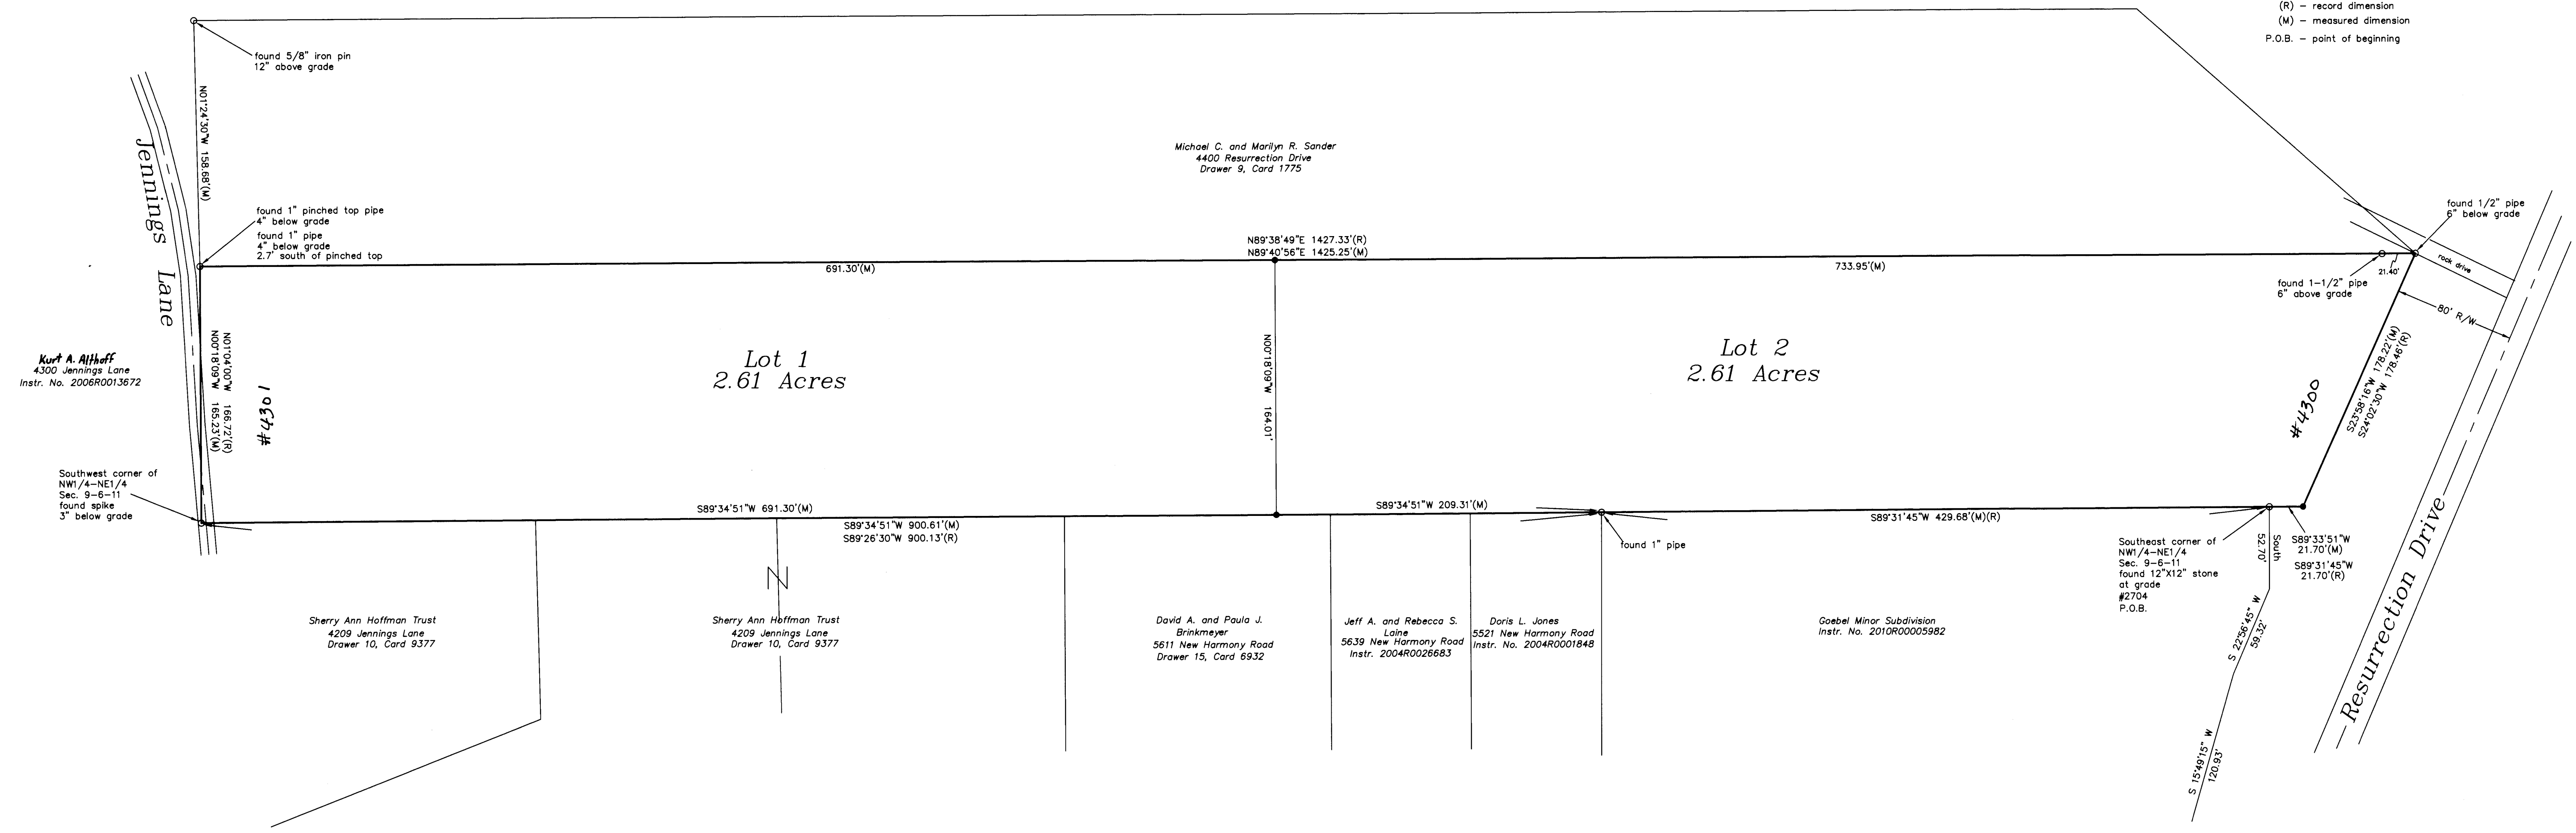 (R) - record dimension
(M) - measured dimension
P.O.B. - point of beginning
found 5/8" iron pin
12" above grade
N01°24'30"W 158.68'(M)
Jennings Lane
Michael C. and Marilyn R. Sander
4400 Resurrection Drive
Drawer 9, Card 1775
found 1" pinched top pipe
4" below grade
found 1" pipe
4" below grade
2.7' south of pinched top
found 1/2" pipe
6" below grade
N89°38'49"E 1427.33'(R)
N89°40'56"E 1425.25'(M)
691.30'(M)
733.95'(M)
rock drive
21.40'
found 1-1/2" pipe
6" above grade
80' R/W
Kurt A. Althoff
4300 Jennings Lane
Instr. No. 2006R0013672
N01°04'00"W 166.72'(R)
N00°18'09"W 165.23'(M)
#4301
Lot 1
2.61 Acres
N00°18'09"W 164.01'
Lot 2
2.61 Acres
#4300
S23°58'16"W 178.22'(M)
S24°02'30"W 178.46'(R)
Southwest corner of
NW1/4-NE1/4
Sec. 9-6-11
found spike
3" below grade
S89°34'51"W 691.30'(M)
S89°34'51"W 900.61'(M)
S89°26'30"W 900.13'(R)
S89°34'51"W 209.31'(M)
found 1" pipe
S89°31'45"W 429.68'(M)(R)
Southeast corner of
NW1/4-NE1/4
Sec. 9-6-11
found 12"X12" stone
at grade
#2704
P.O.B.
South
52.70'
S89°33'51"W
21.70'(M)
S89°31'45"W
21.70'(R)
Resurrection Drive
N
Sherry Ann Hoffman Trust
4209 Jennings Lane
Drawer 10, Card 9377
Sherry Ann Hoffman Trust
4209 Jennings Lane
Drawer 10, Card 9377
David A. and Paula J.
Brinkmeyer
5611 New Harmony Road
Drawer 15, Card 6932
Jeff A. and Rebecca S.
Laine
5639 New Harmony Road
Instr. 2004R0026683
Doris L. Jones
5521 New Harmony Road
Instr. No. 2004R0001848
Goebel Minor Subdivision
Instr. No. 2010R00005982
S 22°56'45" W
59.32'
S 15°49'15" W
120.93'